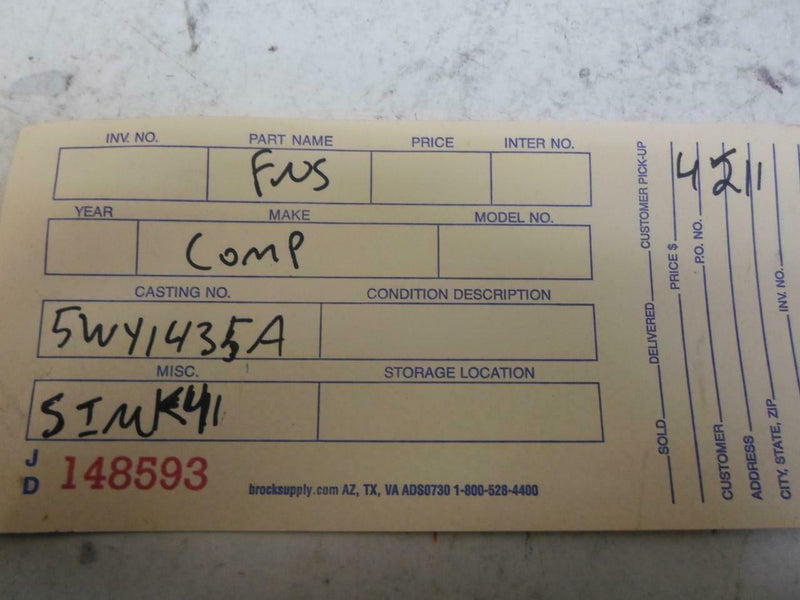 INV. NO. PART NAME PRICE INTER NO.
FNS
YEAR MAKE MODEL NO.
COMP
CASTING NO. CONDITION DESCRIPTION
5WY1435A
MISC. STORAGE LOCATION
SIMK41
J D 148593
brocksupply.com AZ, TX, VA ADS0730 1-800-528-4400
SOLD DELIVERED CUSTOMER PICK-UP
PRICE $
P.O. NO.
CUSTOMER
ADDRESS
CITY, STATE, ZIP INV. NO.